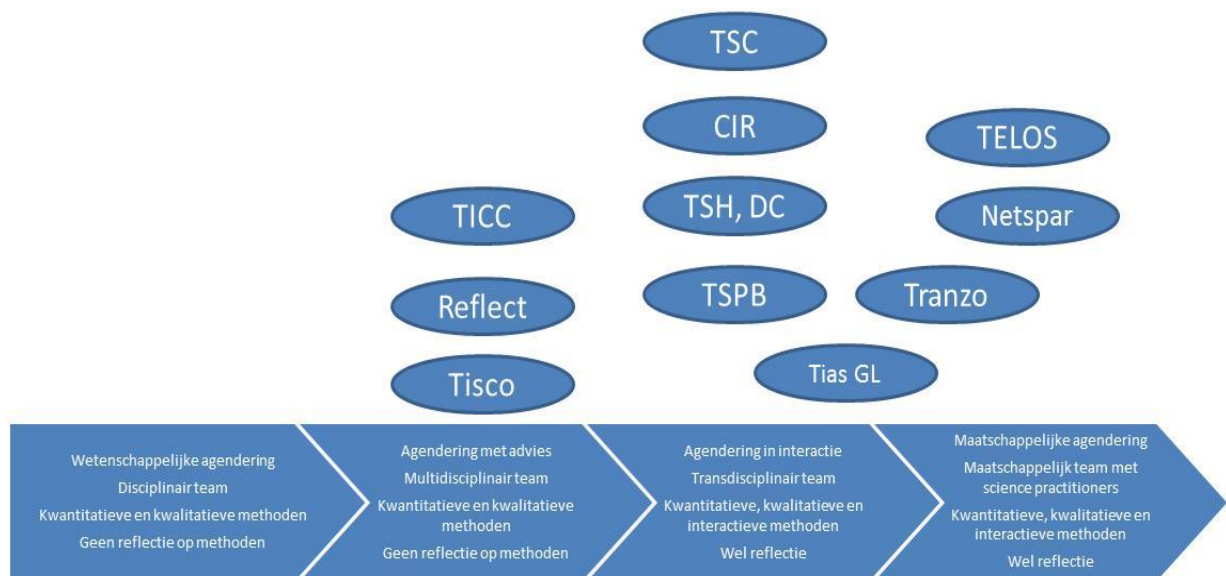 TSC
CIR
TELOS
TICC
TSH, DC
Netspar
Reflect
TSPB
Tranzo
Tisco
Tias GL
Wetenschappelijke agendering
Disciplinair team
Kwantitatieve en kwalitatieve methoden
Geen reflectie op methoden
Agendering met advies
Multidisciplinair team
Kwantitatieve en kwalitatieve
methoden
Geen reflectie op methoden
Agendering in interactie
Transdisciplinair team
Kwantitatieve, kwalitatieve en
interactieve methoden
Wel reflectie
Maatschappelijke agendering
Maatschappelijk team met
science practitioners
Kwantitatieve, kwalitatieve en
interactieve methoden
Wel reflectie